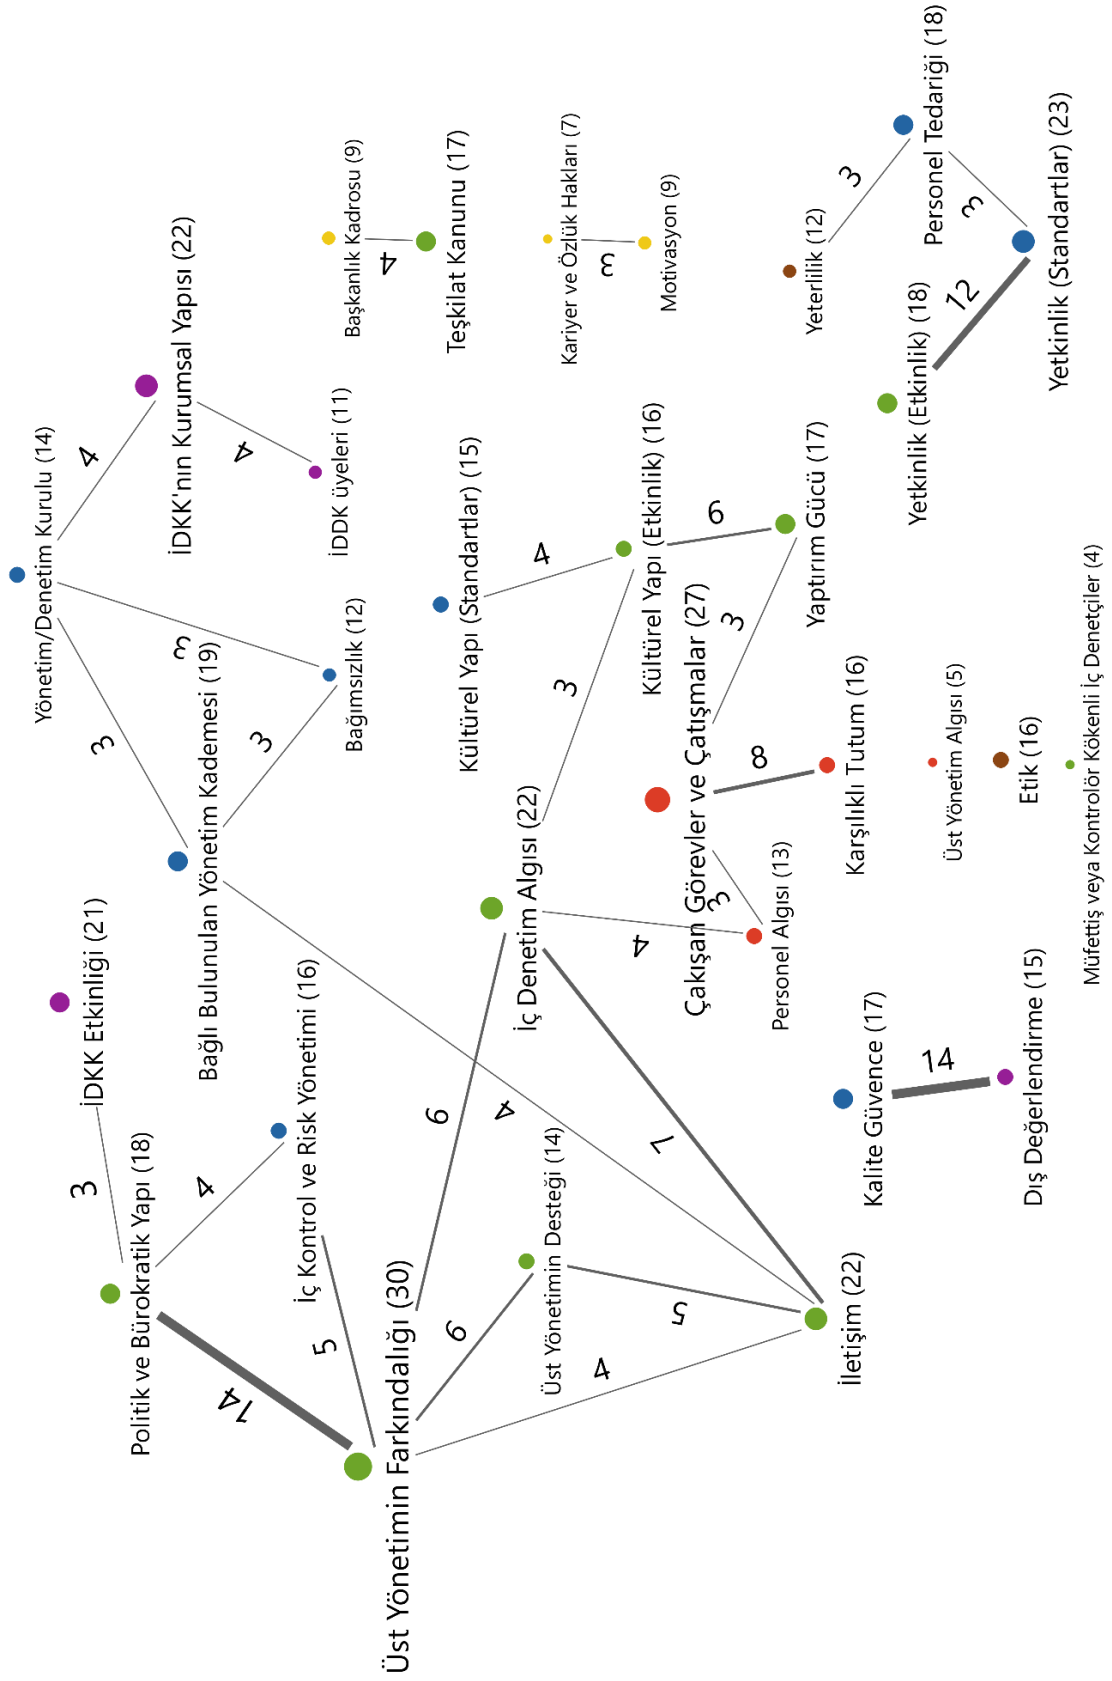 Yönetim/Denetim Kurulu (14)
3
4
İDKK Etkinliği (21)
3
Politik ve Bürokratik Yapı (18)
İDKK'nın Kurumsal Yapısı (22)
3
4
Bağlı Bulunulan Yönetim Kademesi (19)
14
4
3
İç Kontrol ve Risk Yönetimi (16)
5
İDDK üyeleri (11)
Başkanlık Kadrosu (9)
Bağımsızlık (12)
4
Üst Yönetimin Farkındalığı (30)
6
Teşkilat Kanunu (17)
6
Kültürel Yapı (Standartlar) (15)
4
İç Denetim Algısı (22)
4
Üst Yönetimin Desteği (14)
3
Kariyer ve Özlük Hakları (7)
4
3
4
Kültürel Yapı (Etkinlik) (16)
7
Motivasyon (9)
5
Çakışan Görevler ve Çatışmalar (27)
6
3
3
8
Personel Algısı (13)
Yeterlilik (12)
Yaptırım Gücü (17)
İletişim (22)
3
Karşılıklı Tutum (16)
Kalite Güvence (17)
Yetkinlik (Etkinlik) (18)
Personel Tedariği (18)
14
Üst Yönetim Algısı (5)
12
3
Etik (16)
Dış Değerlendirme (15)
Yetkinlik (Standartlar) (23)
Müfettiş veya Kontrolör Kökenli İç Denetçiler (4)